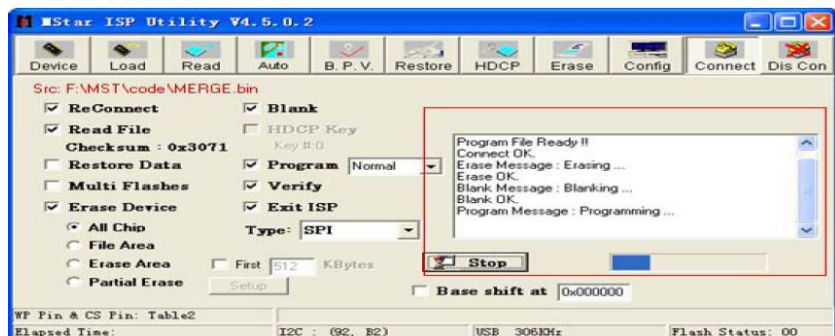 MStar ISP Utility V4.5.0.2
Device Load Read Auto B. P. V. Restore HDCP Erase Config Connect Dis Con
Src: F:\MST\code\MERGE.bin
ReConnect
Blank
Read File
HDCP Key
Checksum : 0x3071
Key #:0
Restore Data
Program Normal
Multi Flashes
Verify
Erase Device
Exit ISP
All Chip
Type: SPI
File Area
Erase Area
First 512 KBytes
Partial Erase
Setup
Program File Ready !!
Connect OK.
Erase Message : Erasing ...
Erase OK.
Blank Message : Blanking ...
Blank OK.
Program Message : Programming ...
Stop
Base shift at 0x000000
WP Pin & CS Pin: Table2
Elapsed Time: I2C : (92, B2) USB 306KHz Flash Status: 00